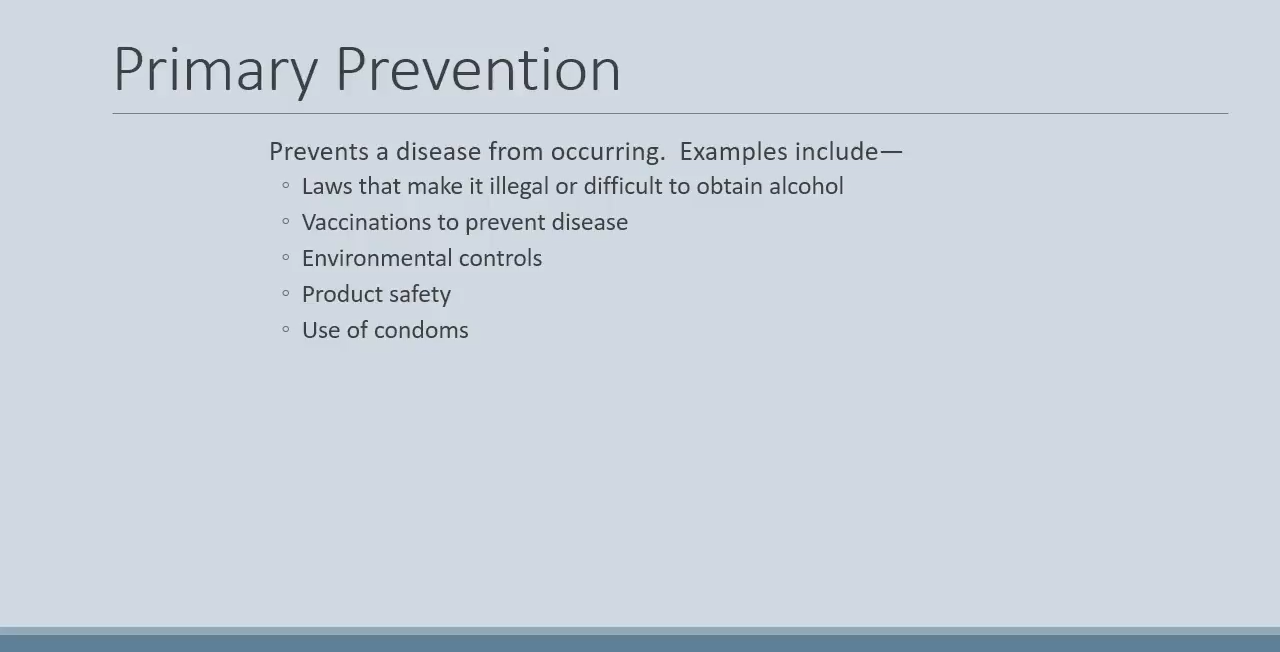 Primary Prevention
Prevents a disease from occurring.  Examples include—
◦ Laws that make it illegal or difficult to obtain alcohol
◦ Vaccinations to prevent disease
◦ Environmental controls
◦ Product safety
◦ Use of condoms